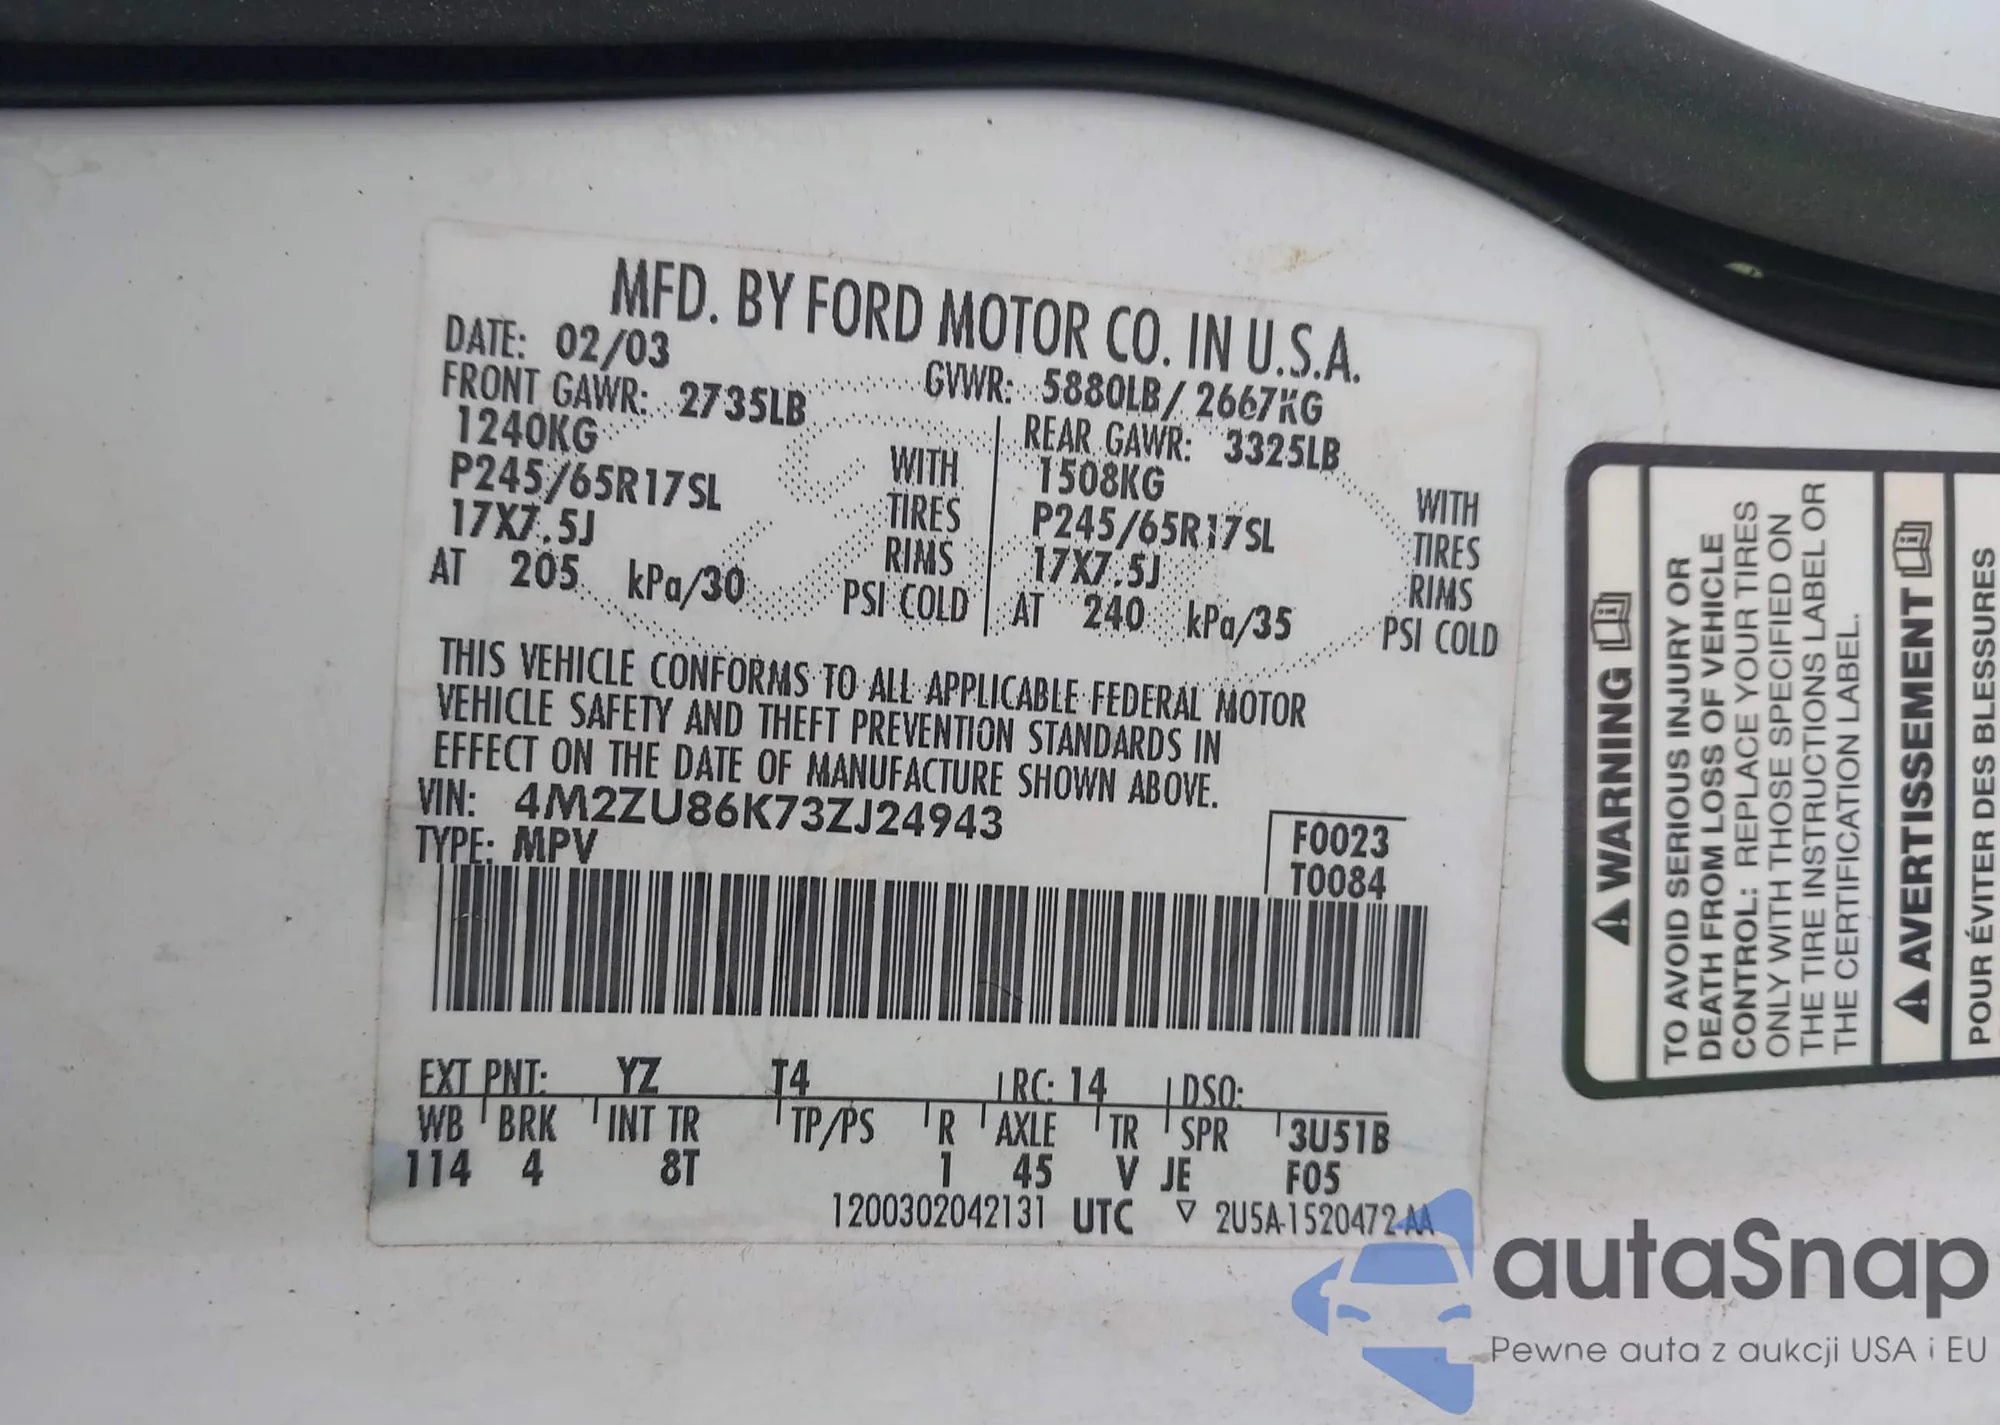 MFD. BY FORD MOTOR CO. IN U.S.A.
DATE: 02/03 GVWR: 5880LB/ 2667KG
FRONT GAWR: 2735LB REAR GAWR: 3325LB
1240KG WITH 1508KG WITH
P245/65R17SL TIRES P245/65R17SL TIRES
17X7.5J RIMS 17X7.5J RIMS
AT 205 kPa/30 PSI COLD AT 240 kPa/35 PSI COLD
THIS VEHICLE CONFORMS TO ALL APPLICABLE FEDERAL MOTOR
VEHICLE SAFETY AND THEFT PREVENTION STANDARDS IN
EFFECT ON THE DATE OF MANUFACTURE SHOWN ABOVE.
VIN: 4M2ZU86K73ZJ24943
TYPE: MPV
F0023
T0084
EXT PNT: YZ T4 RC: 14 DSO:
WB BRK INT TR TP/PS R AXLE TR SPR 3U51B
114 4 8T 1 45 V JE F05
1200302042131 UTC ▽ 2U5A-1520472-AA
⚠ WARNING
TO AVOID SERIOUS INJURY OR
DEATH FROM LOSS OF VEHICLE
CONTROL: REPLACE YOUR TIRES
ONLY WITH THOSE SPECIFIED ON
THE TIRE INSTRUCTIONS LABEL OR
THE CERTIFICATION LABEL.
⚠ AVERTISSEMENT
POUR ÉVITER DES BLESSURES
autaSnap
Pewne auta z aukcji USA i EU